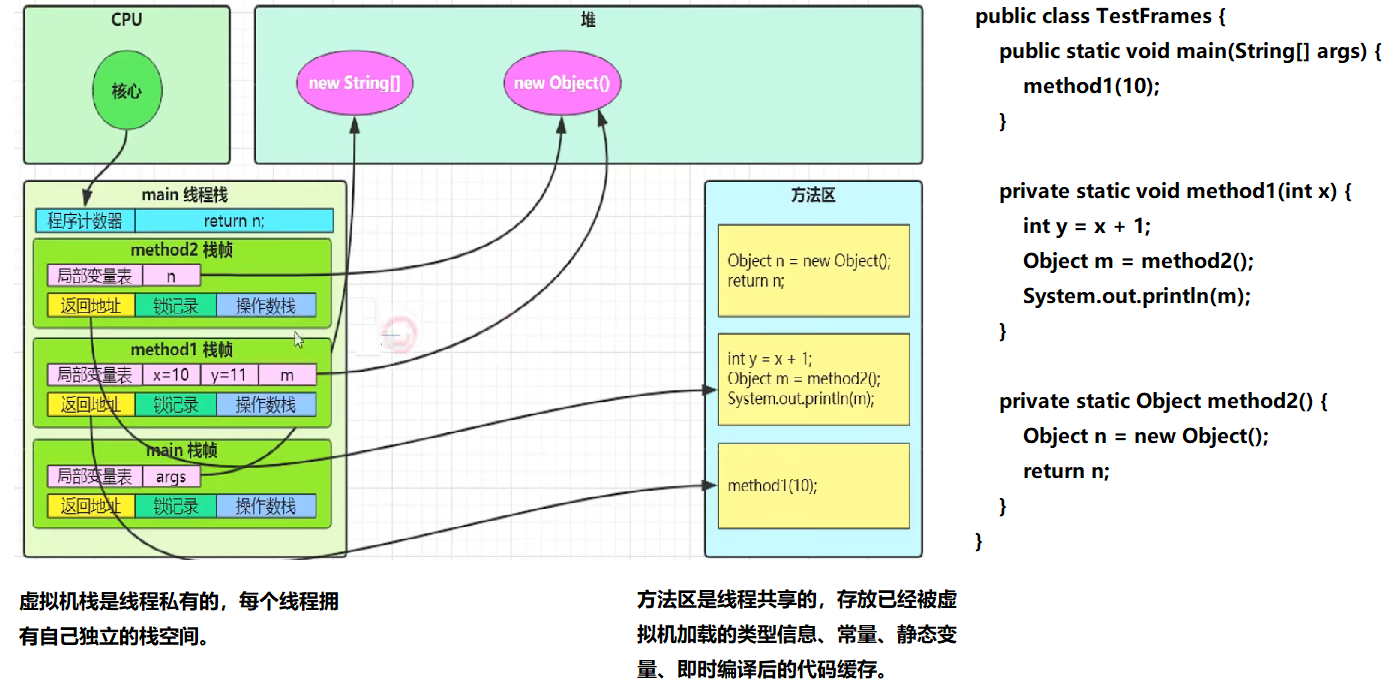 CPU
核心
堆
new String[]
new Object()
main 线程栈
程序计数器 return n;
method2 栈帧
局部变量表 n
返回地址 锁记录 操作数栈
method1 栈帧
局部变量表 x=10 y=11 m
返回地址 锁记录 操作数栈
main 栈帧
局部变量表 args
返回地址 锁记录 操作数栈
方法区
Object n = new Object();
return n;
int y = x + 1;
Object m = method2();
System.out.println(m);
method1(10);
public class TestFrames {
public static void main(String[] args) {
method1(10);
}
private static void method1(int x) {
int y = x + 1;
Object m = method2();
System.out.println(m);
}
private static Object method2() {
Object n = new Object();
return n;
}
}
虚拟机栈是线程私有的，每个线程拥
有自己独立的栈空间。
方法区是线程共享的，存放已经被虚
拟机加载的类型信息、常量、静态变
量、即时编译后的代码缓存。